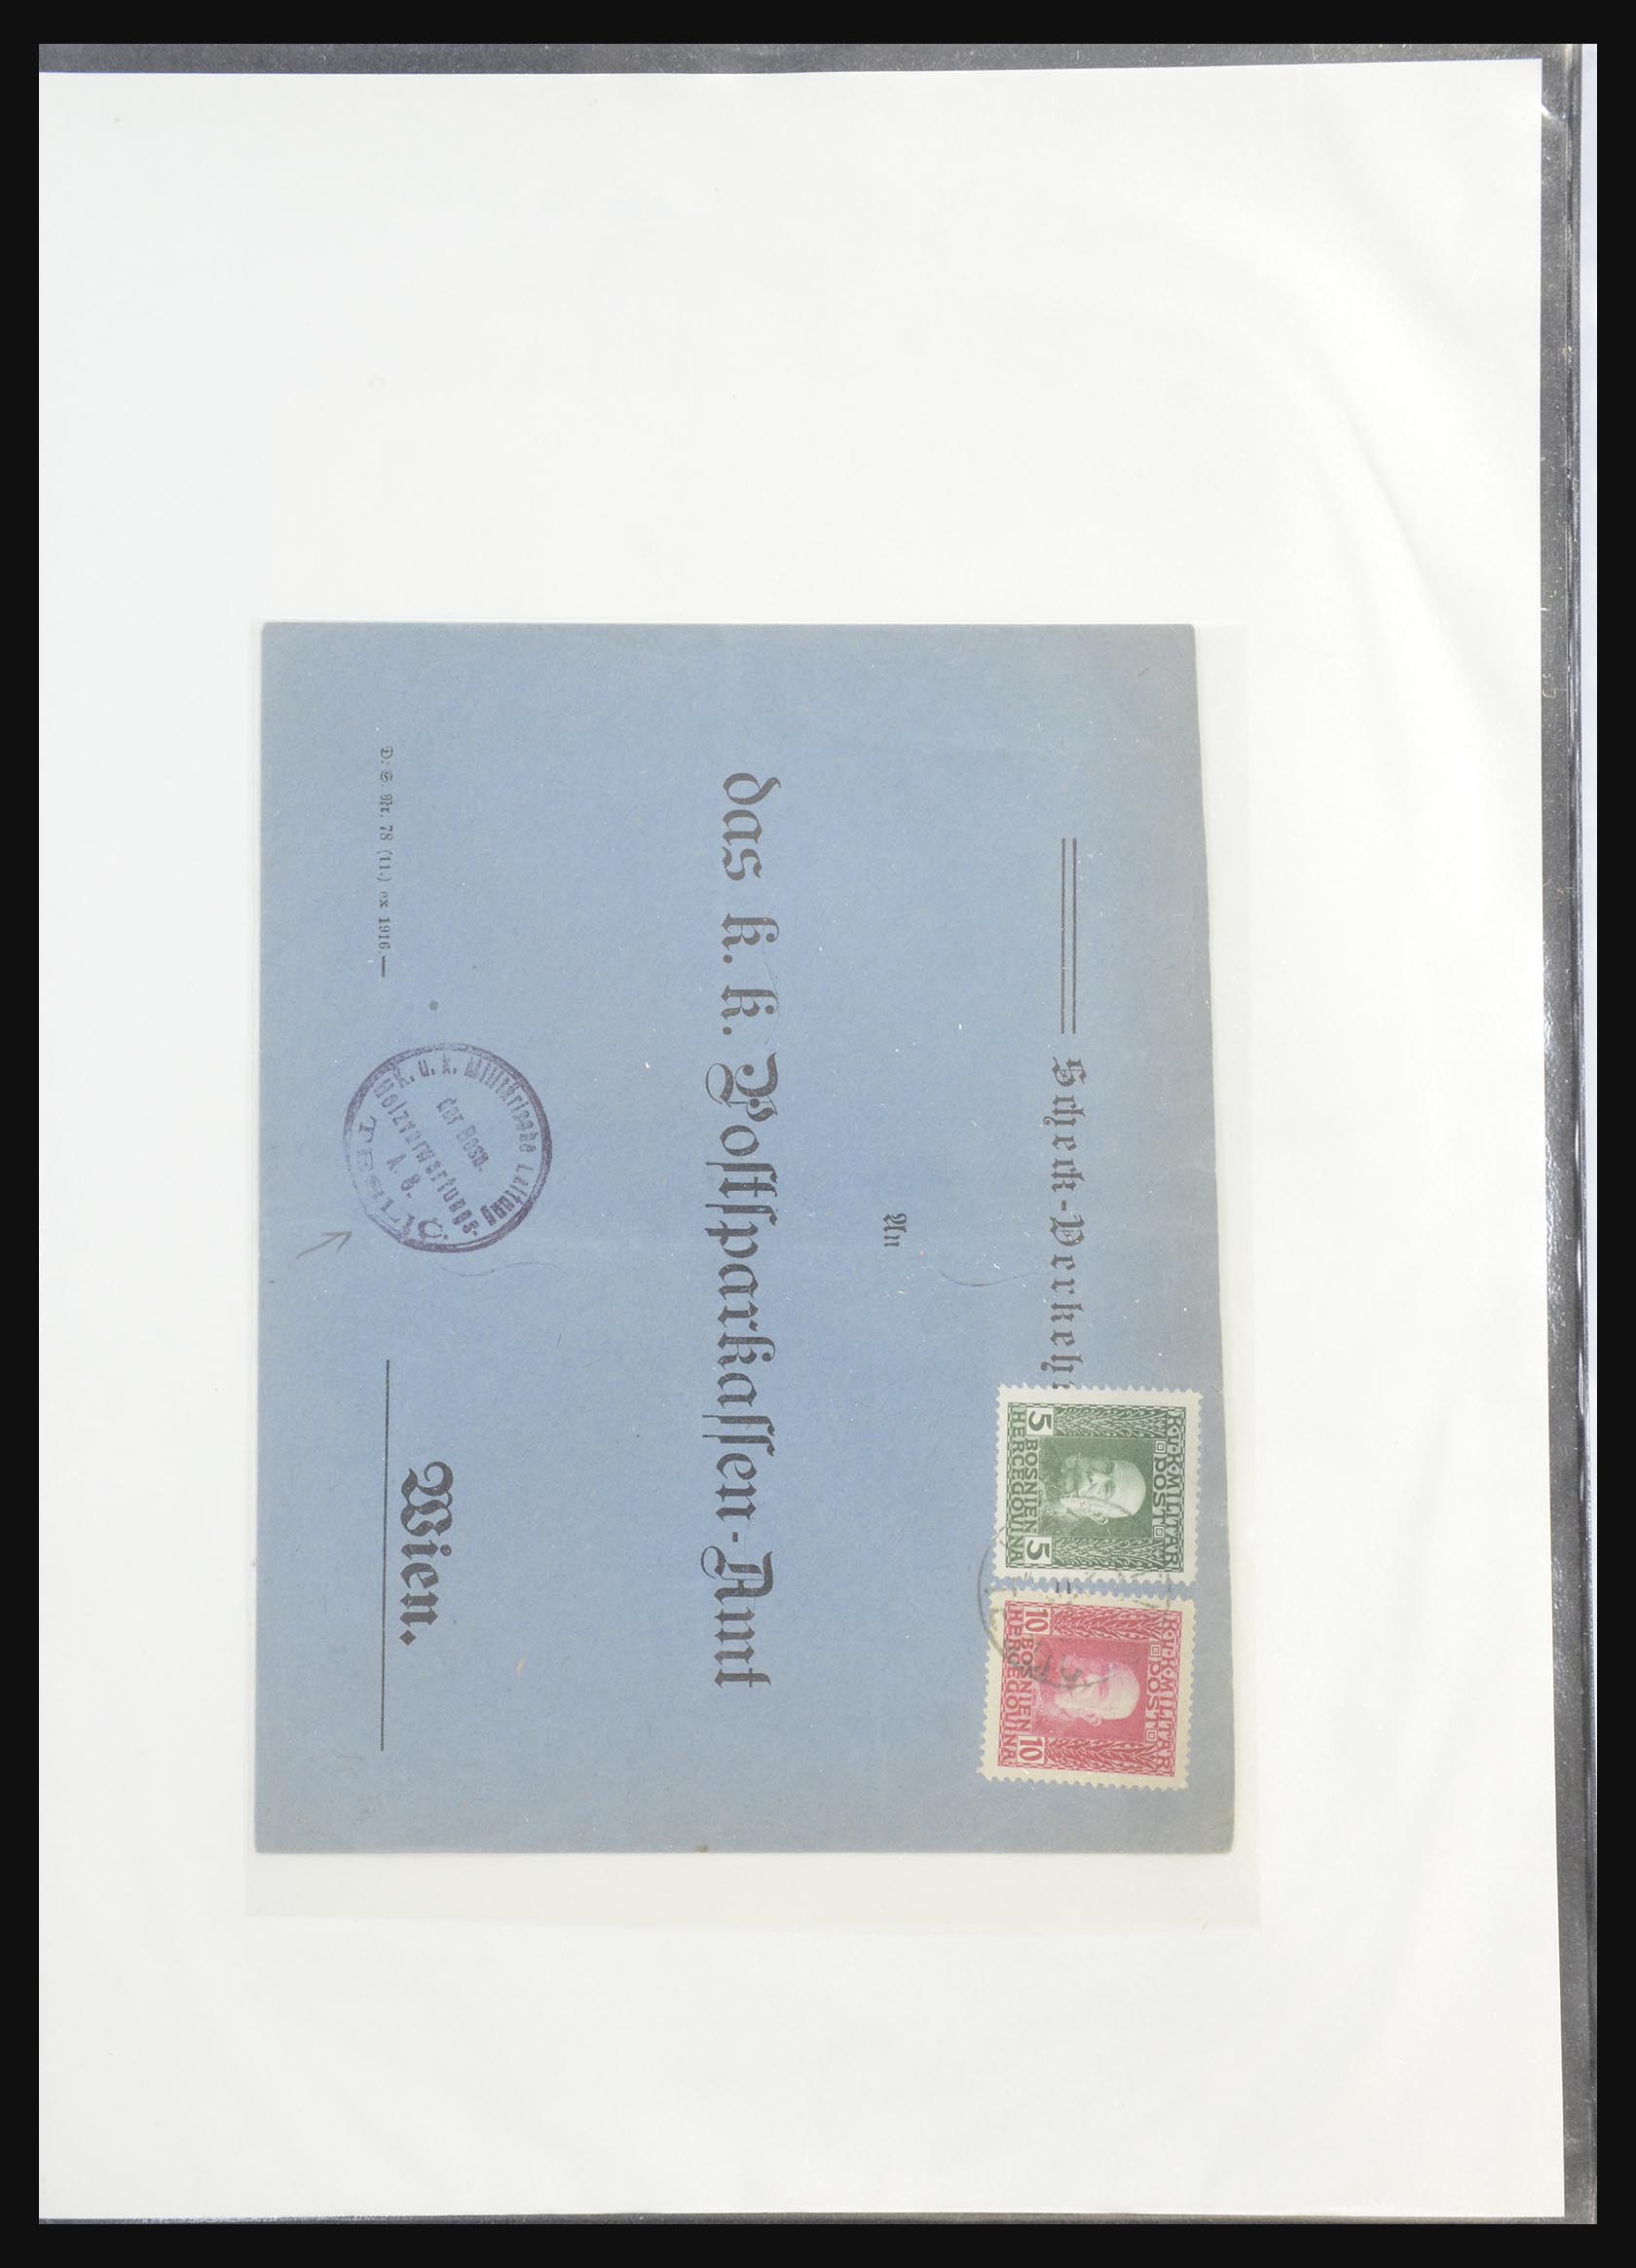 Scheck-Verkehr
K.u.K.MILITÄR
POST
5 BOSNIEN 5
HERCEGOVINA
K.u.K.MILITÄR
POST
10 BOSNIEN 10
HERCEGOVINA
An
das k. k. Postsparkassen-Amt
Wien.
k. u. k. Militärische Leitung
der Bosn.
Holzverwertungs-
A. G.
D. S. Nr. 78 (11.) ex 1916.—